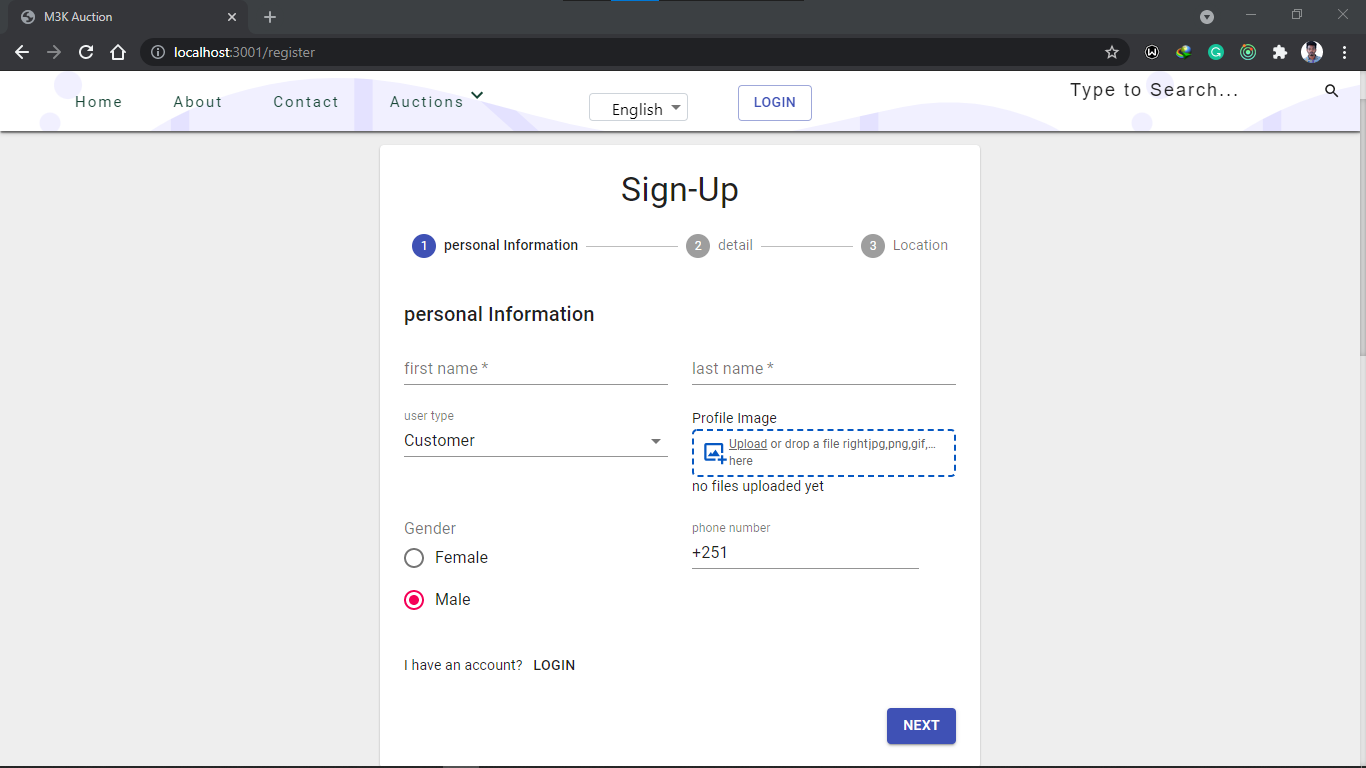 M3K Auction
localhost:3001/register
Home About Contact Auctions English LOGIN Type to Search...
Sign-Up
1 personal Information 2 detail 3 Location
personal Information
first name * last name *
user type
Customer
Profile Image
Upload or drop a file rightjpg,png,gif,...
here
no files uploaded yet
Gender
Female
Male
phone number
+251
I have an account? LOGIN
NEXT